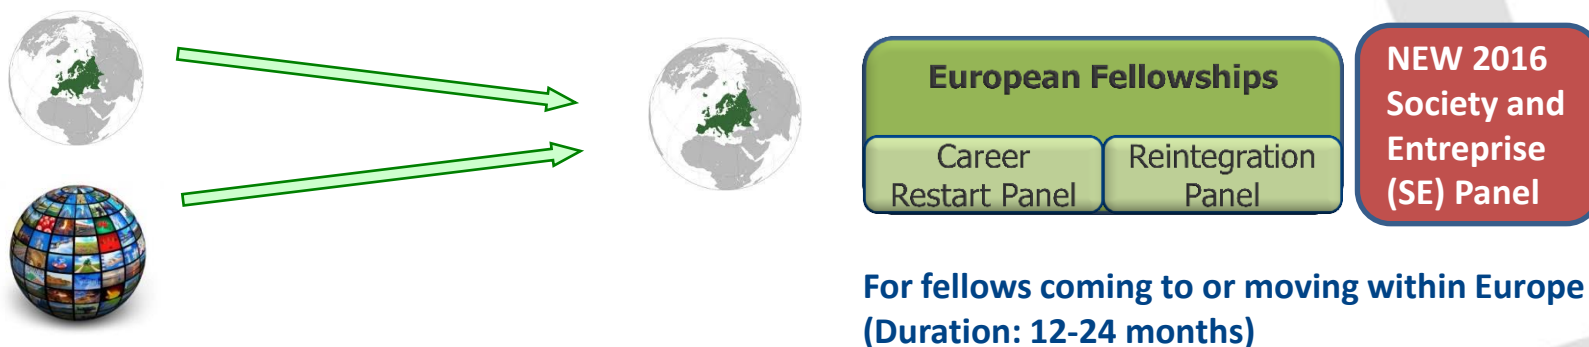 European Fellowships
Career
Restart Panel
Reintegration
Panel
NEW 2016
Society and
Entreprise
(SE) Panel
For fellows coming to or moving within Europe
(Duration: 12-24 months)